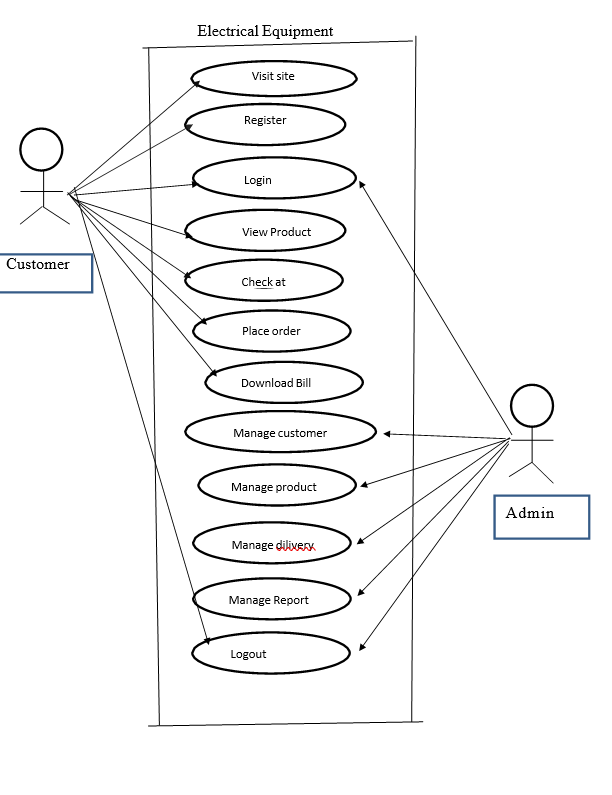 Electrical Equipment
Visit site
Register
Login
View Product
Customer
Check at
Place order
Download Bill
Manage customer
Manage product
Admin
Manage dilivery
Manage Report
Logout